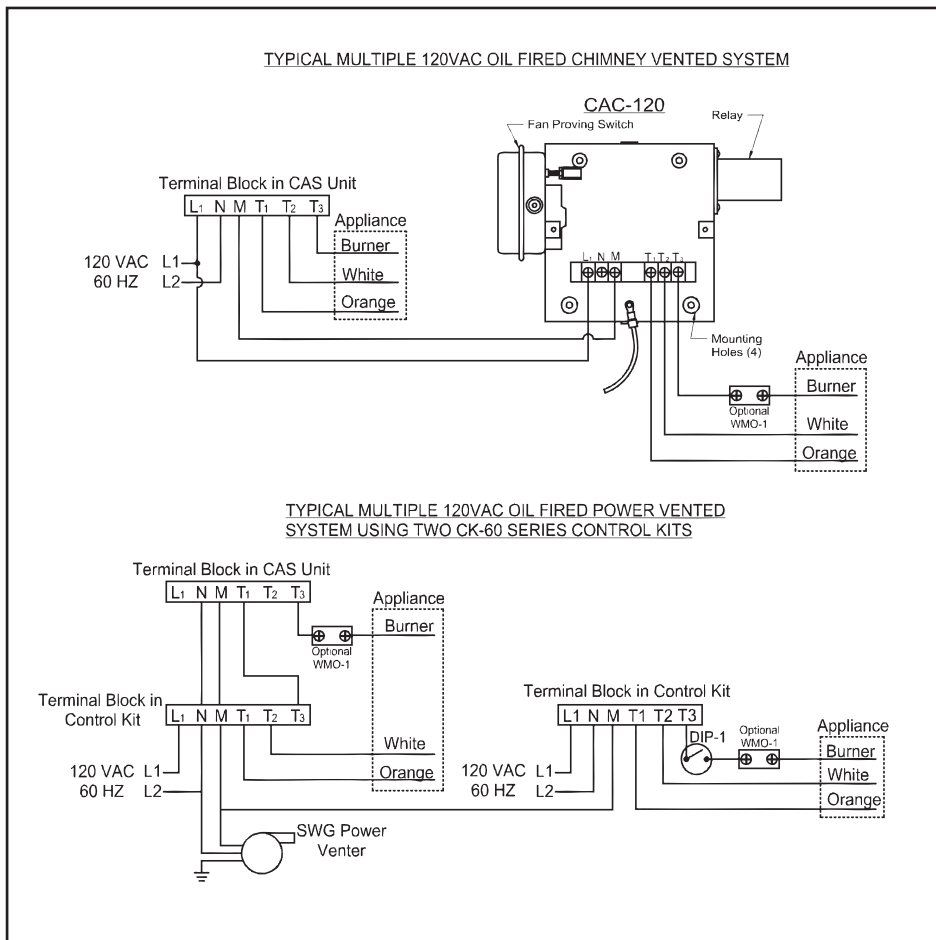 TYPICAL MULTIPLE 120VAC OIL FIRED CHIMNEY VENTED SYSTEM
CAC-120
Fan Proving Switch
Relay
Terminal Block in CAS Unit
L1 N M T1 T2 T3
Appliance
Burner
White
Orange
120 VAC L1
60 HZ L2
L1 N M T1 T2 T3
Mounting
Holes (4)
Appliance
Burner
Optional
WMO-1
White
Orange
TYPICAL MULTIPLE 120VAC OIL FIRED POWER VENTED
SYSTEM USING TWO CK-60 SERIES CONTROL KITS
Terminal Block in CAS Unit
L1 N M T1 T2 T3
Appliance
Burner
Optional
WMO-1
Terminal Block in
Control Kit
L1 N M T1 T2 T3
White
Orange
120 VAC L1
60 HZ L2
SWG Power
Venter
Terminal Block in Control Kit
L1 N M T1 T2 T3
DIP-1
Optional
WMO-1
Appliance
Burner
White
Orange
120 VAC L1
60 HZ L2